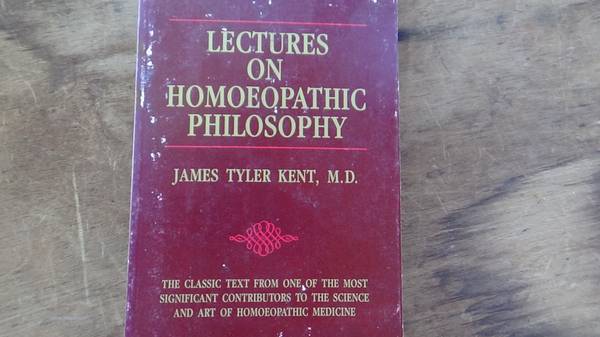 LECTURES
ON
HOMOEOPATHIC
PHILOSOPHY
JAMES TYLER KENT, M.D.
THE CLASSIC TEXT FROM ONE OF THE MOST
SIGNIFICANT CONTRIBUTORS TO THE SCIENCE
AND ART OF HOMOEOPATHIC MEDICINE